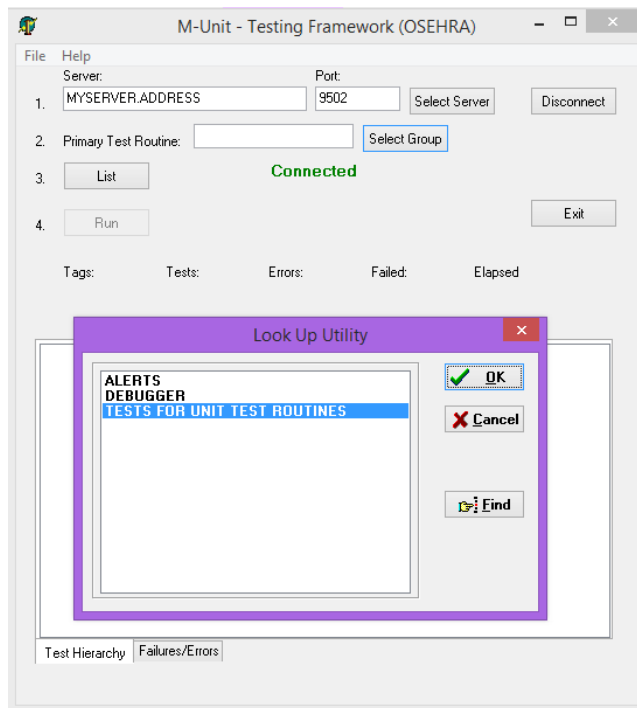 M-Unit - Testing Framework (OSEHRA)
File Help
Server: Port:
1. MYSERVER.ADDRESS 9502 Select Server Disconnect
2. Primary Test Routine: Select Group
3. List Connected
4. Run Exit
Tags: Tests: Errors: Failed: Elapsed
Look Up Utility
ALERTS
DEBUGGER
TESTS FOR UNIT TEST ROUTINES
OK
Cancel
Find
Test Hierarchy Failures/Errors